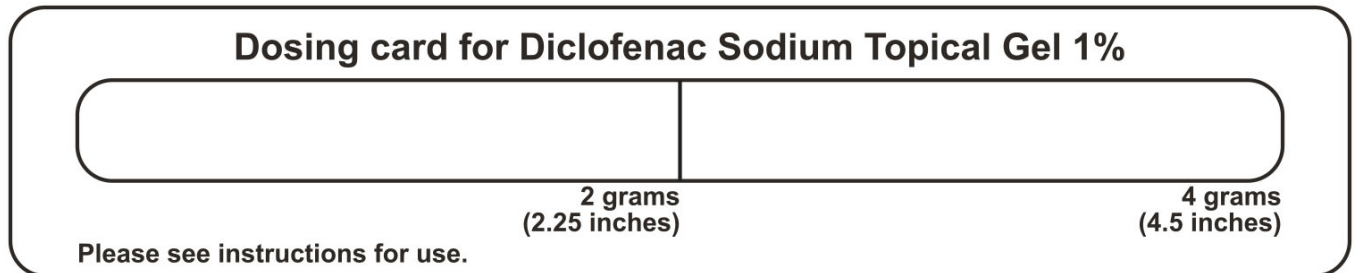 Dosing card for Diclofenac Sodium Topical Gel 1%
2 grams
(2.25 inches)
4 grams
(4.5 inches)
Please see instructions for use.